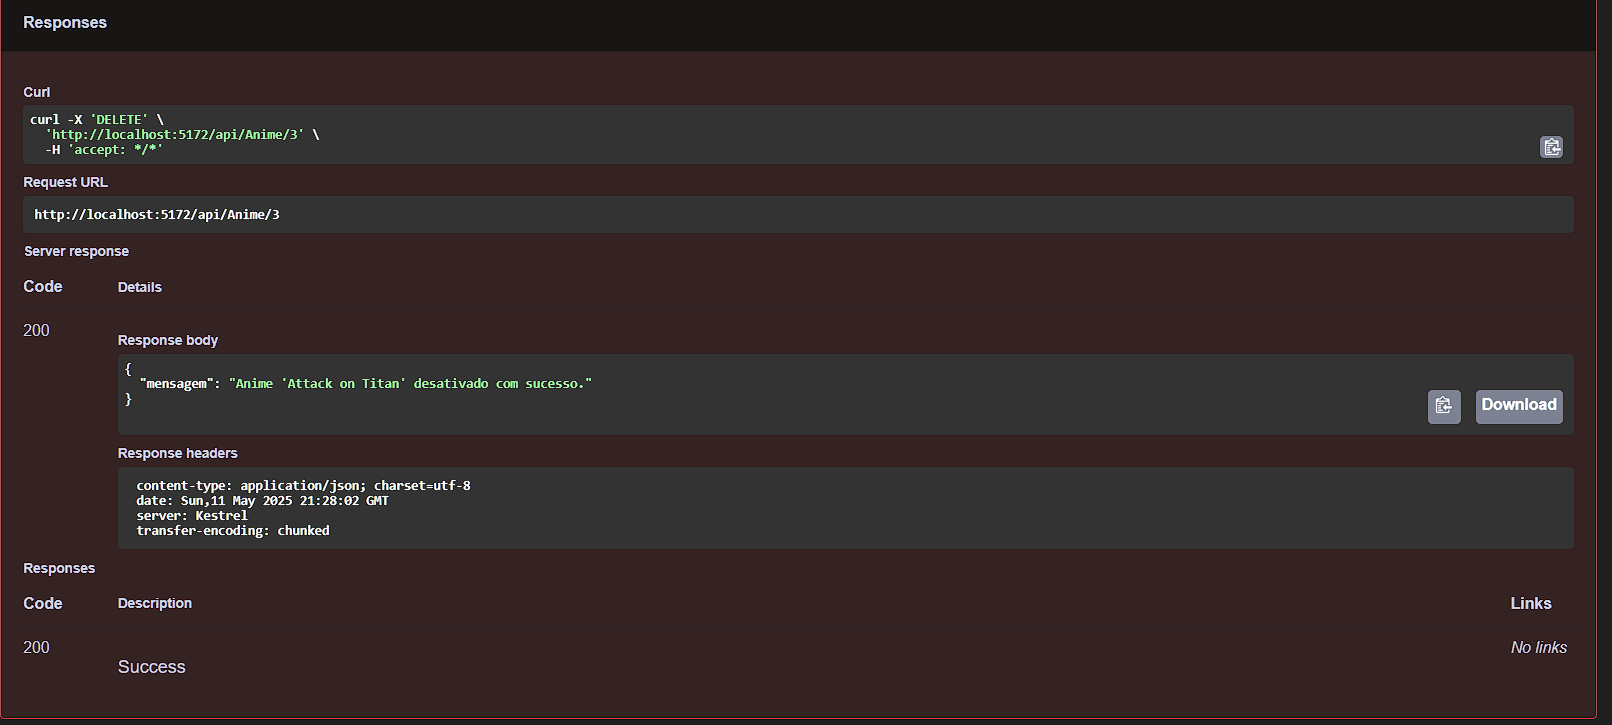 Responses
Curl
curl -X 'DELETE' \
  'http://localhost:5172/api/Anime/3' \
  -H 'accept: */*'
Request URL
http://localhost:5172/api/Anime/3
Server response
Code Details
200
Response body
{
  "mensagem": "Anime 'Attack on Titan' desativado com sucesso."
}
Download
Response headers
content-type: application/json; charset=utf-8
date: Sun,11 May 2025 21:28:02 GMT
server: Kestrel
transfer-encoding: chunked
Responses
Code Description Links
200 No links
Success